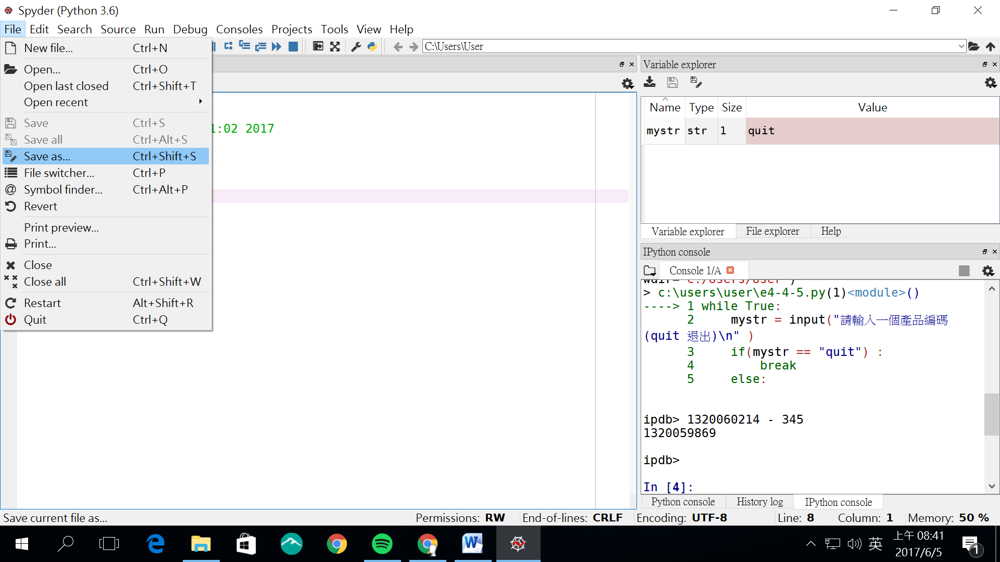 Spyder (Python 3.6)
File Edit Search Source Run Debug Consoles Projects Tools View Help
New file... Ctrl+N
Open... Ctrl+O
Open last closed Ctrl+Shift+T
Open recent
Save Ctrl+S
Save all Ctrl+Alt+S
Save as... Ctrl+Shift+S
File switcher... Ctrl+P
@ Symbol finder... Ctrl+Alt+P
Revert
Print preview...
Print...
Close
Close all Ctrl+Shift+W
Restart Alt+Shift+R
Quit Ctrl+Q
C:\Users\User
:02 2017
Variable explorer
Name Type Size Value
mystr str 1 quit
Variable explorer File explorer Help
IPython console
Console 1/A
wdir='C:/Users/User')
> c:\users\user\e4-4-5.py(1)<module>()
----> 1 while True:
2 mystr = input("請輸入一個產品編碼
(quit 退出)\n" )
3 if(mystr == "quit") :
4 break
5 else:
ipdb> 1320060214 - 345
1320059869
ipdb>
In [4]:
Python console History log IPython console
Save current file as... Permissions: RW End-of-lines: CRLF Encoding: UTF-8 Line: 8 Column: 1 Memory: 50 %
英 上午 08:41
2017/6/5
1